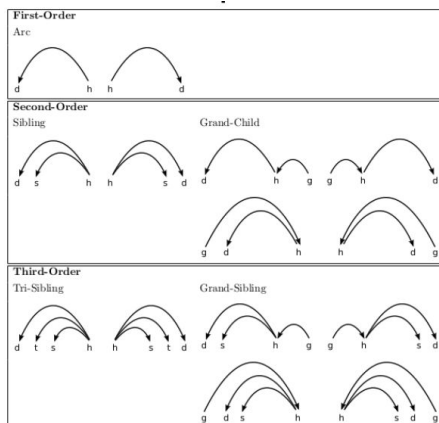 First-Order
Arc
d h h d
Second-Order
Sibling Grand-Child
d s h h s d d h g g h d
g d h h d g
Third-Order
Tri-Sibling Grand-Sibling
d t s h h s t d d s h g g h s d
g d s h h s d g